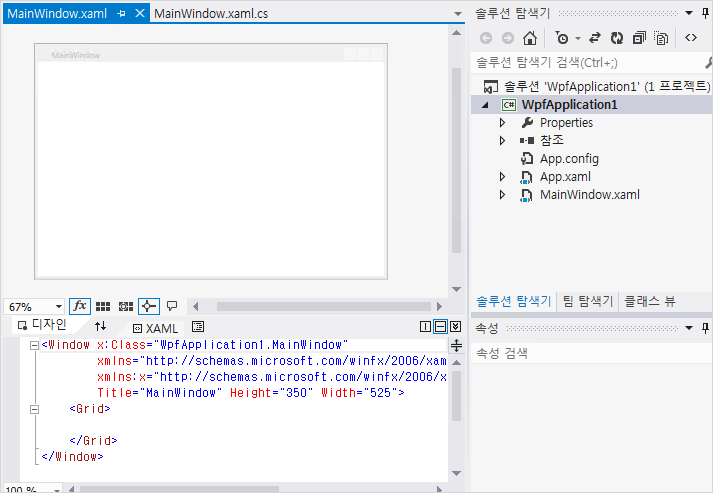 MainWindow.xaml
MainWindow.xaml.cs
MainWindow
67%
fx
디자인
XAML
<Window x:Class="WpfApplication1.MainWindow"
xmlns="http://schemas.microsoft.com/winfx/2006/xam
xmlns:x="http://schemas.microsoft.com/winfx/2006/x
Title="MainWindow" Height="350" Width="525">
<Grid>
</Grid>
</Window>
100 %
솔루션 탐색기
솔루션 탐색기 검색(Ctrl+;)
솔루션 'WpfApplication1' (1 프로젝트)
C# WpfApplication1
Properties
참조
App.config
App.xaml
MainWindow.xaml
솔루션 탐색기 팀 탐색기 클래스 뷰
속성
속성 검색